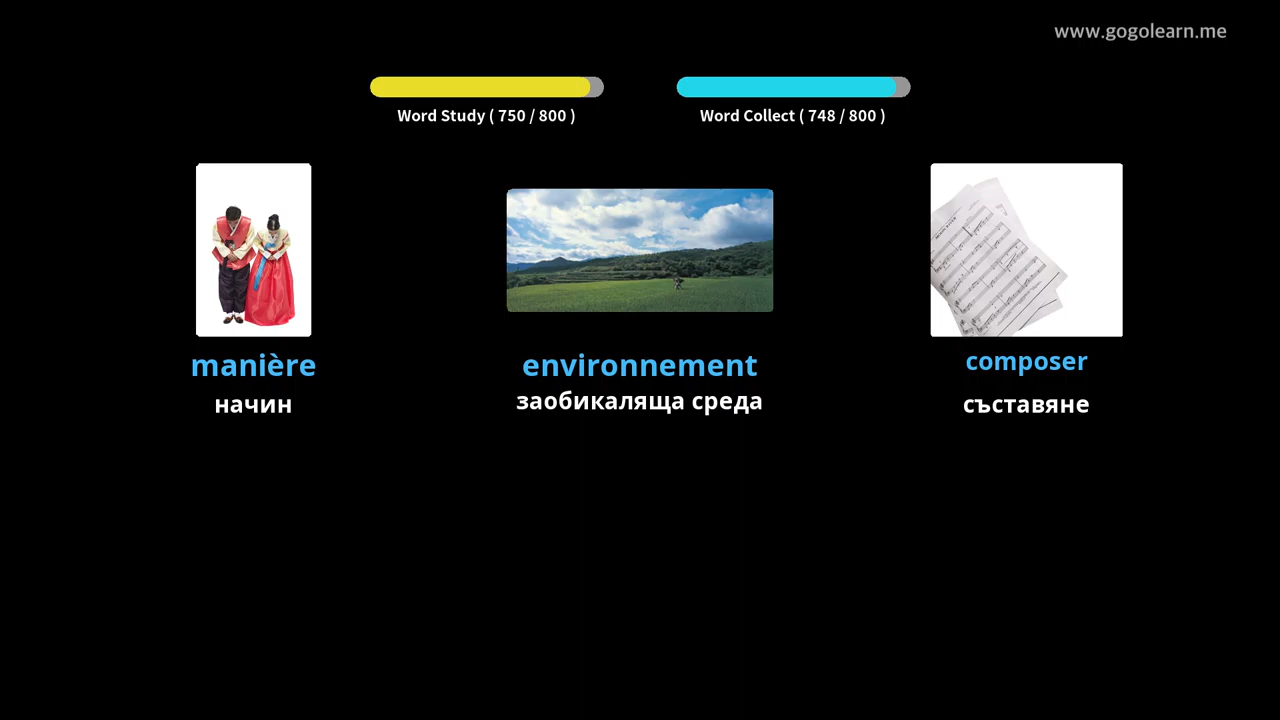 www.gogolearn.me
Word Study ( 750 / 800 )
Word Collect ( 748 / 800 )
manière
environnement
composer
начин
заобикаляща среда
съставяне